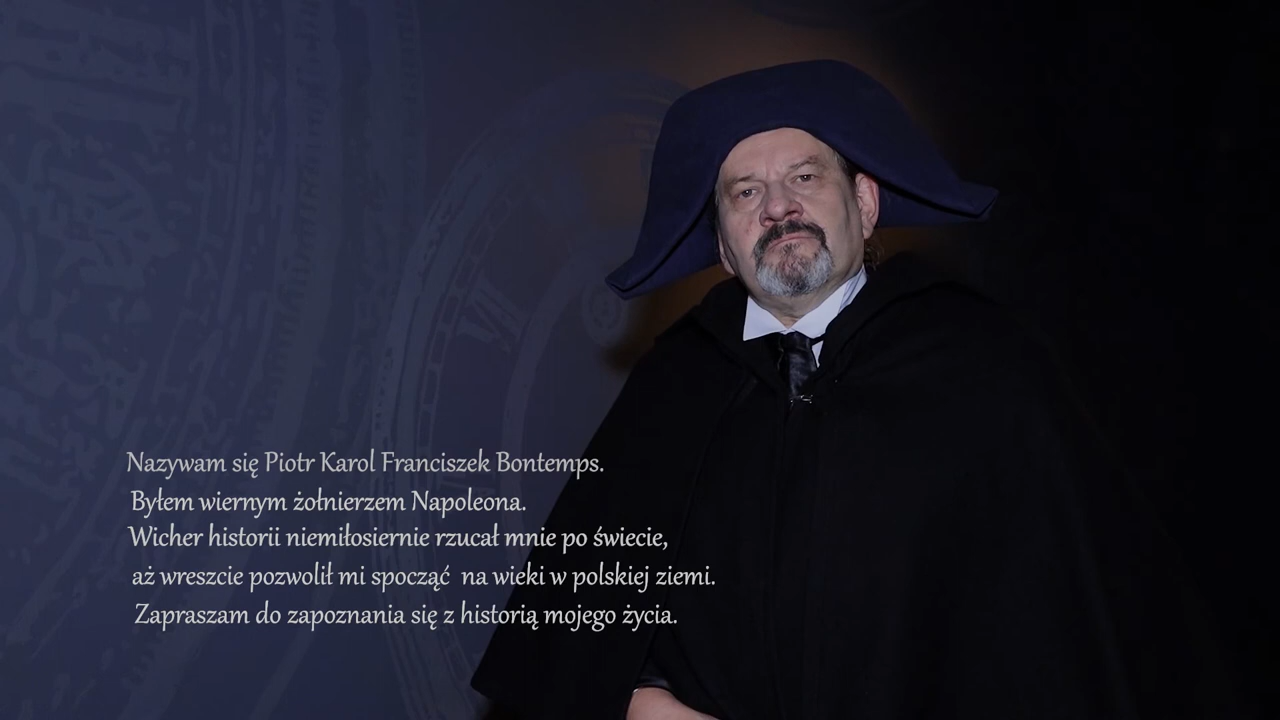 Nazywam się Piotr Karol Franciszek Bontemps.
Byłem wiernym żołnierzem Napoleona.
Wicher historii niemiłosiernie rzucał mnie po świecie,
aż wreszcie pozwolił mi spocząć na wieki w polskiej ziemi.
Zapraszam do zapoznania się z historią mojego życia.